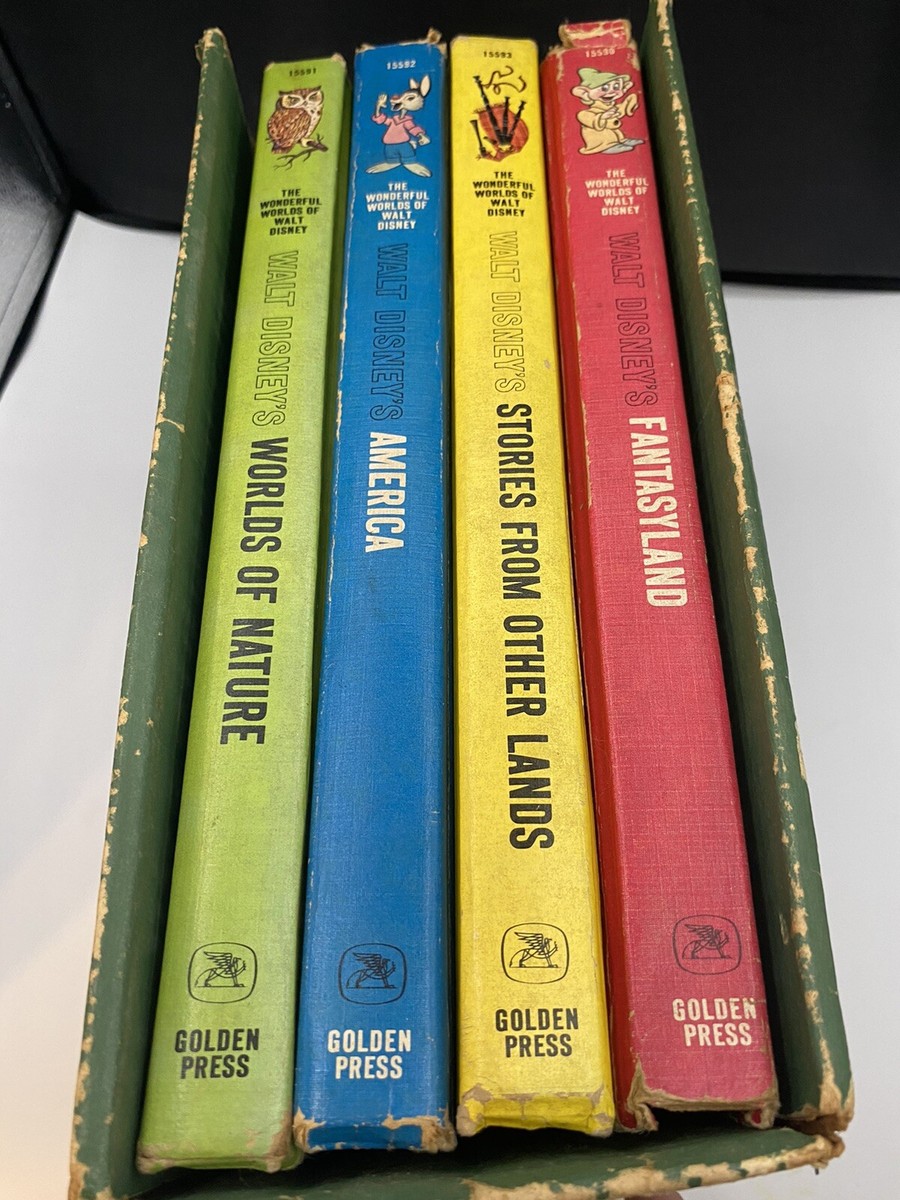 15591
THE
WONDERFUL
WORLDS OF
WALT
DISNEY
WALT DISNEY'S WORLDS OF NATURE
GOLDEN
PRESS
15592
THE
WONDERFUL
WORLDS OF
WALT
DISNEY
WALT DISNEY'S AMERICA
GOLDEN
PRESS
15593
THE
WONDERFUL
WORLDS OF
WALT
DISNEY
WALT DISNEY'S STORIES FROM OTHER LANDS
GOLDEN
PRESS
15590
THE
WONDERFUL
WORLDS OF
WALT
DISNEY
WALT DISNEY'S FANTASYLAND
GOLDEN
PRESS